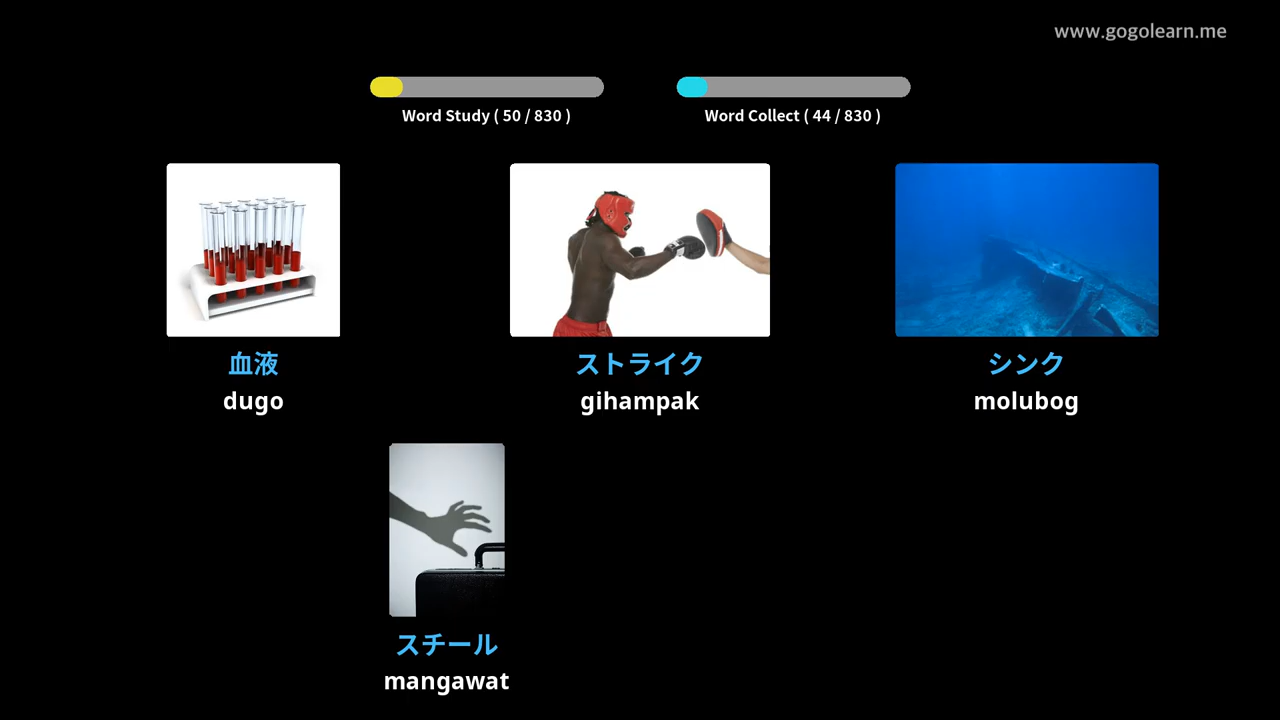 www.gogolearn.me
Word Study ( 50 / 830 )
Word Collect ( 44 / 830 )
血液
dugo
ストライク
gihampak
シンク
molubog
スチール
mangawat